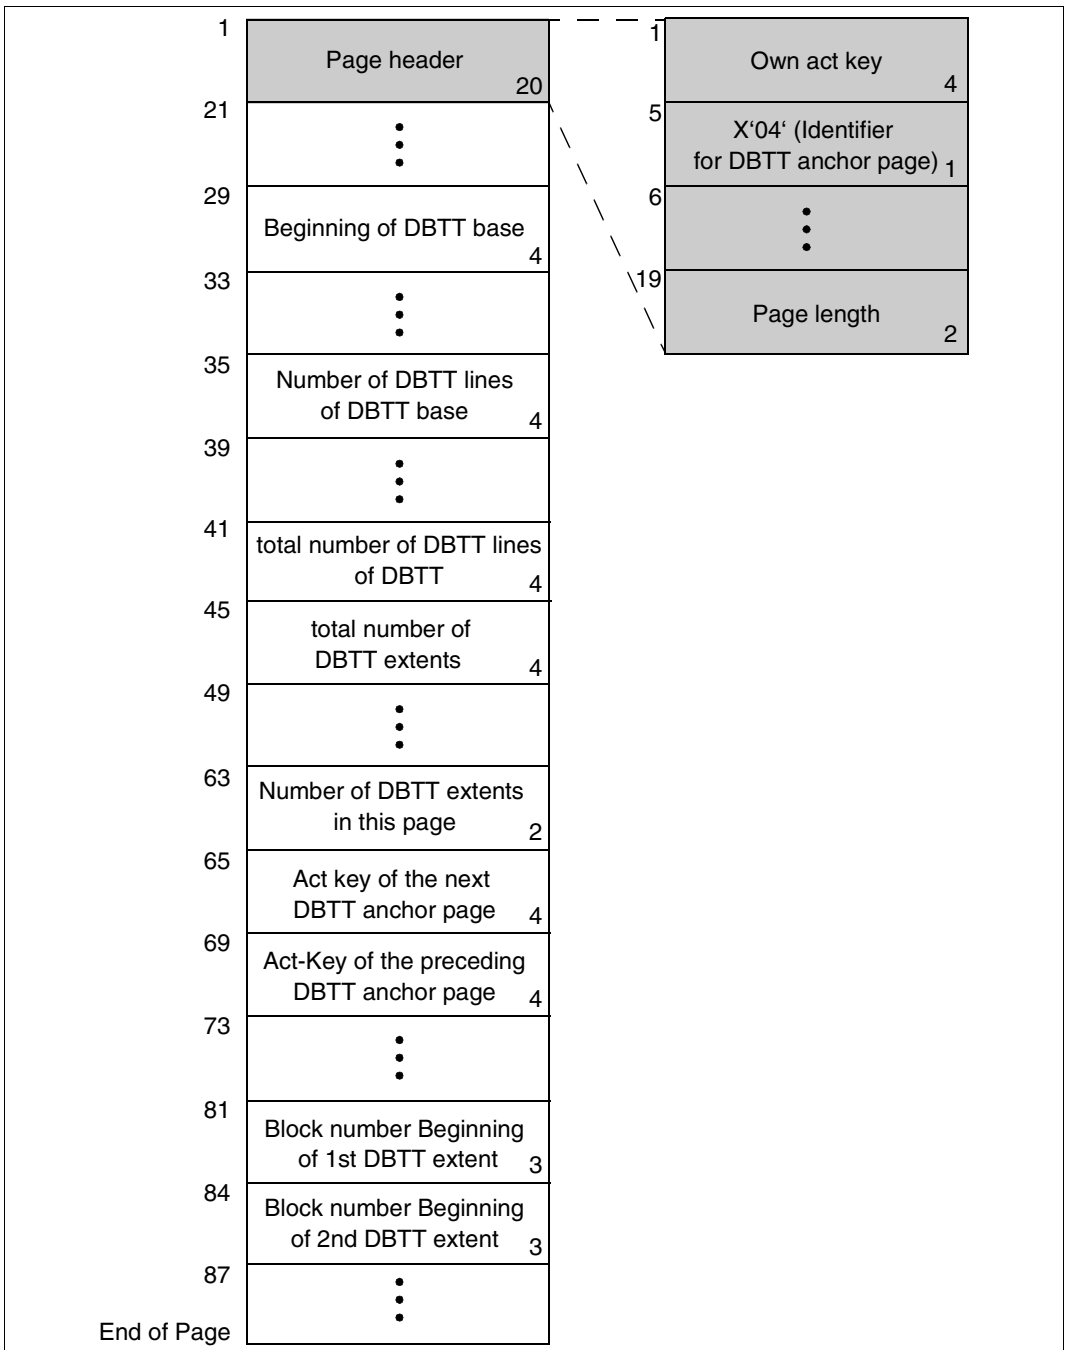 1
Page header
20
21
29
Beginning of DBTT base
4
33
35
Number of DBTT lines
of DBTT base
4
39
41
total number of DBTT lines
of DBTT
4
45
total number of
DBTT extents
4
49
63
Number of DBTT extents
in this page
2
65
Act key of the next
DBTT anchor page
4
69
Act-Key of the preceding
DBTT anchor page
4
73
81
Block number Beginning
of 1st DBTT extent
3
84
Block number Beginning
of 2nd DBTT extent
3
87
End of Page
1
Own act key
4
5
X‘04‘ (Identifier
for DBTT anchor page)
1
6
19
Page length
2